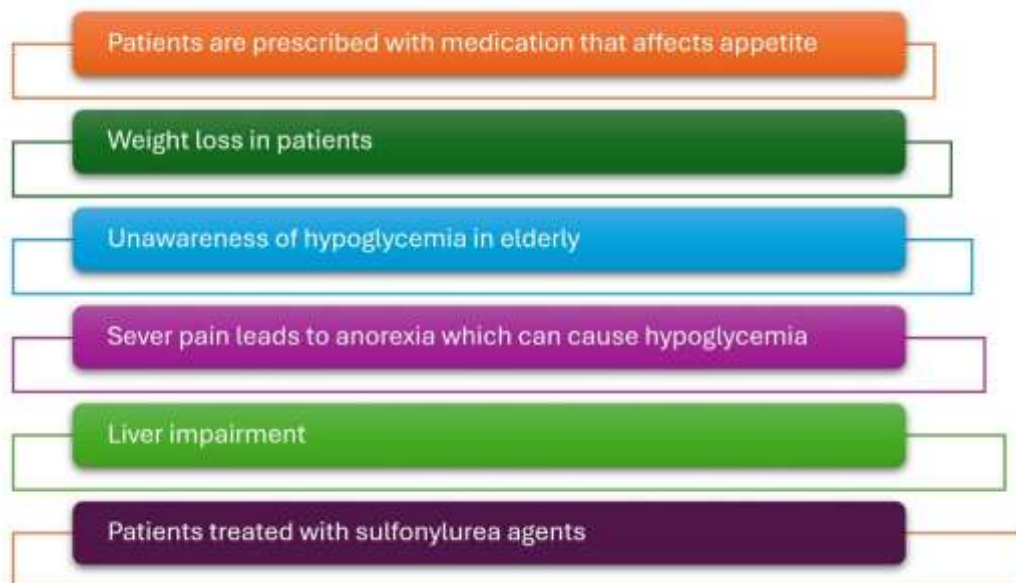 Patients are prescribed with medication that affects appetite
Weight loss in patients
Unawareness of hypoglycemia in elderly
Sever pain leads to anorexia which can cause hypoglycemia
Liver impairment
Patients treated with sulfonylurea agents